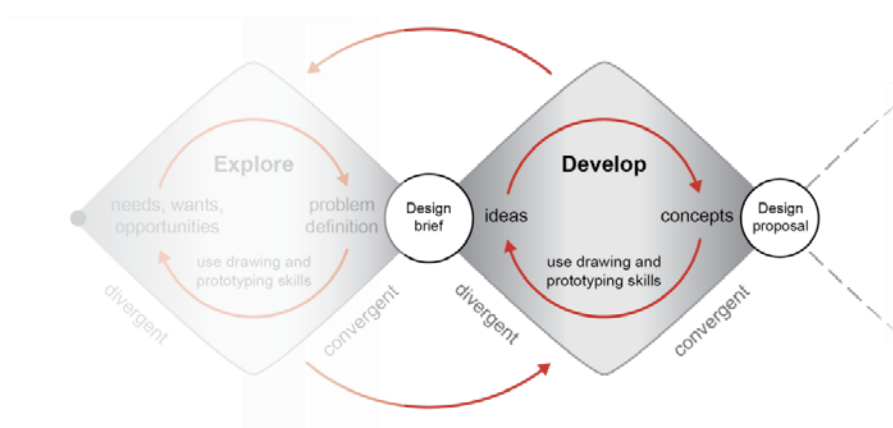 Explore
needs, wants,
opportunities
problem
definition
use drawing and
prototyping skills
divergent
convergent
Design
brief
Develop
ideas
concepts
use drawing and
prototyping skills
divergent
convergent
Design
proposal